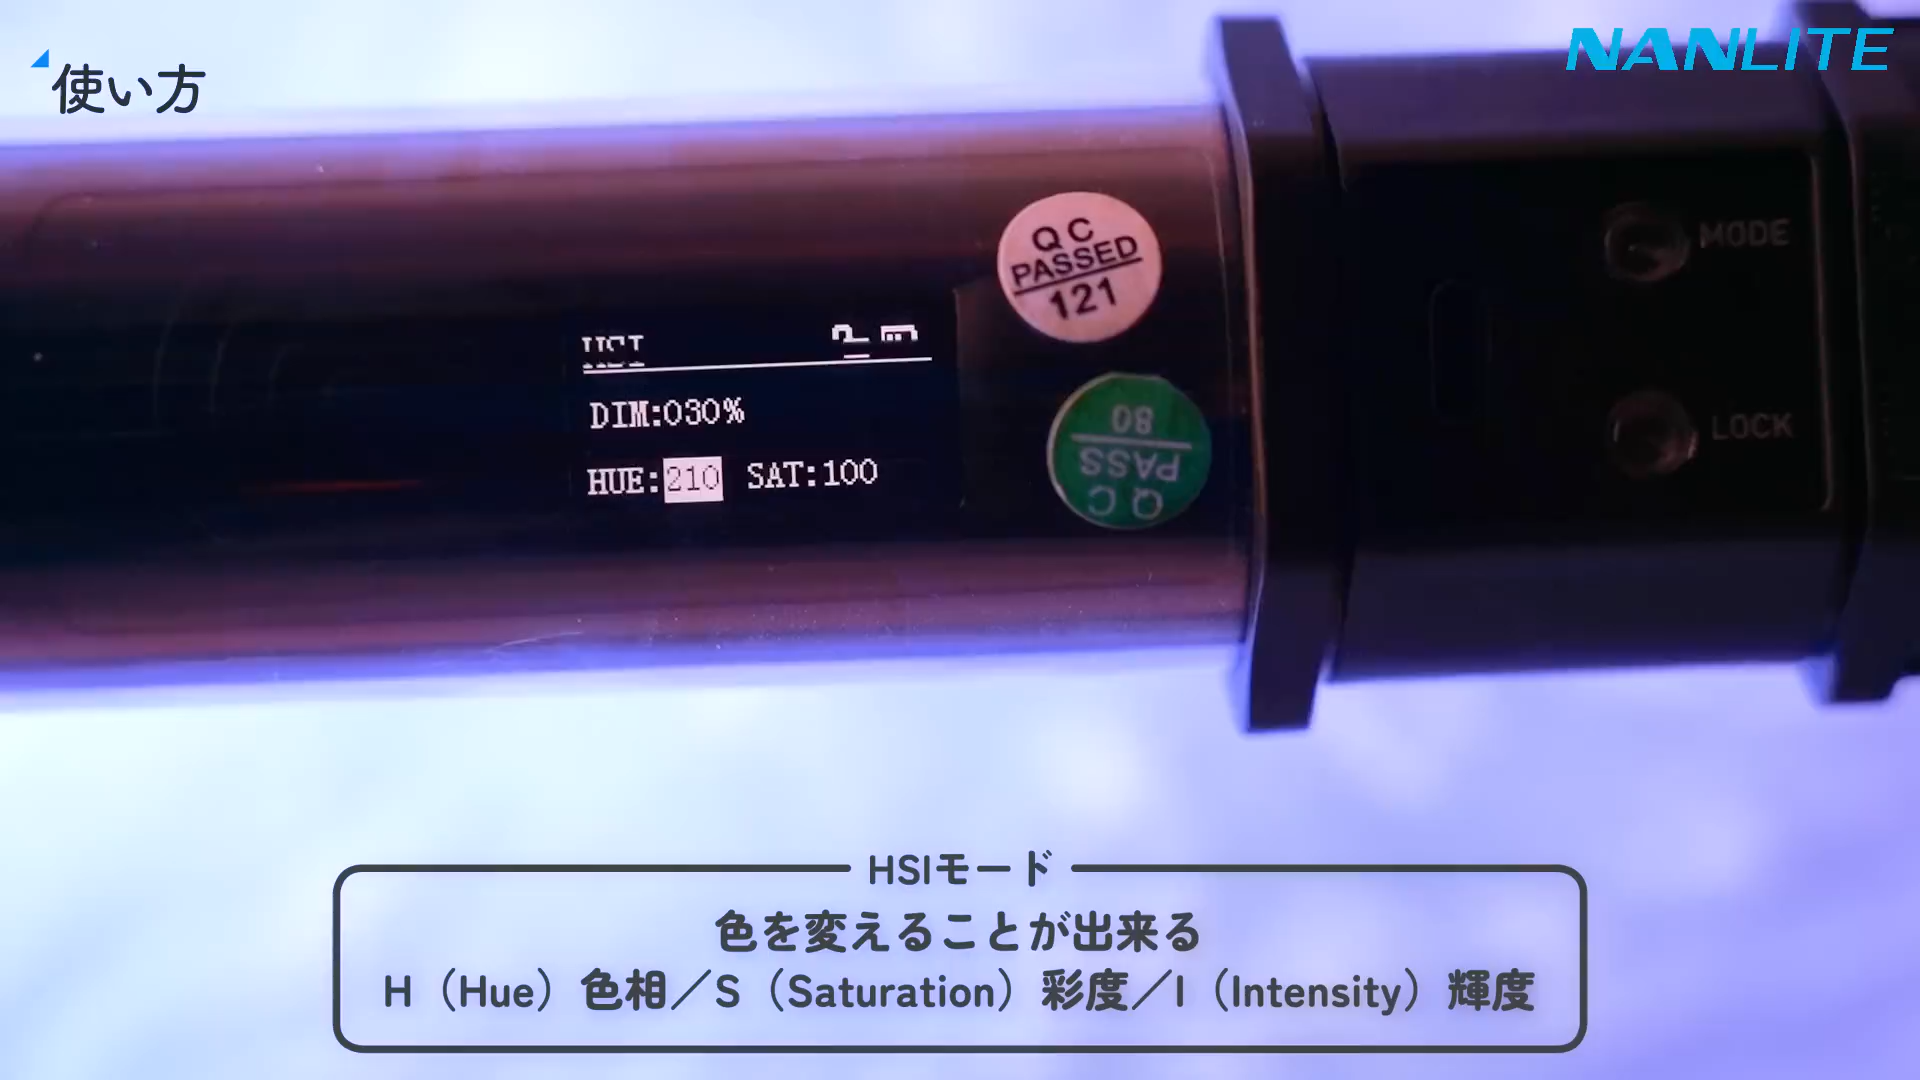 使い方
NANLITE
HSI
DIM:030%
HUE:210 SAT:100
QC
PASSED
121
QC
PASS
80
MODE
LOCK
HSIモード
色を変えることが出来る
H（Hue）色相／S（Saturation）彩度／I（Intensity）輝度